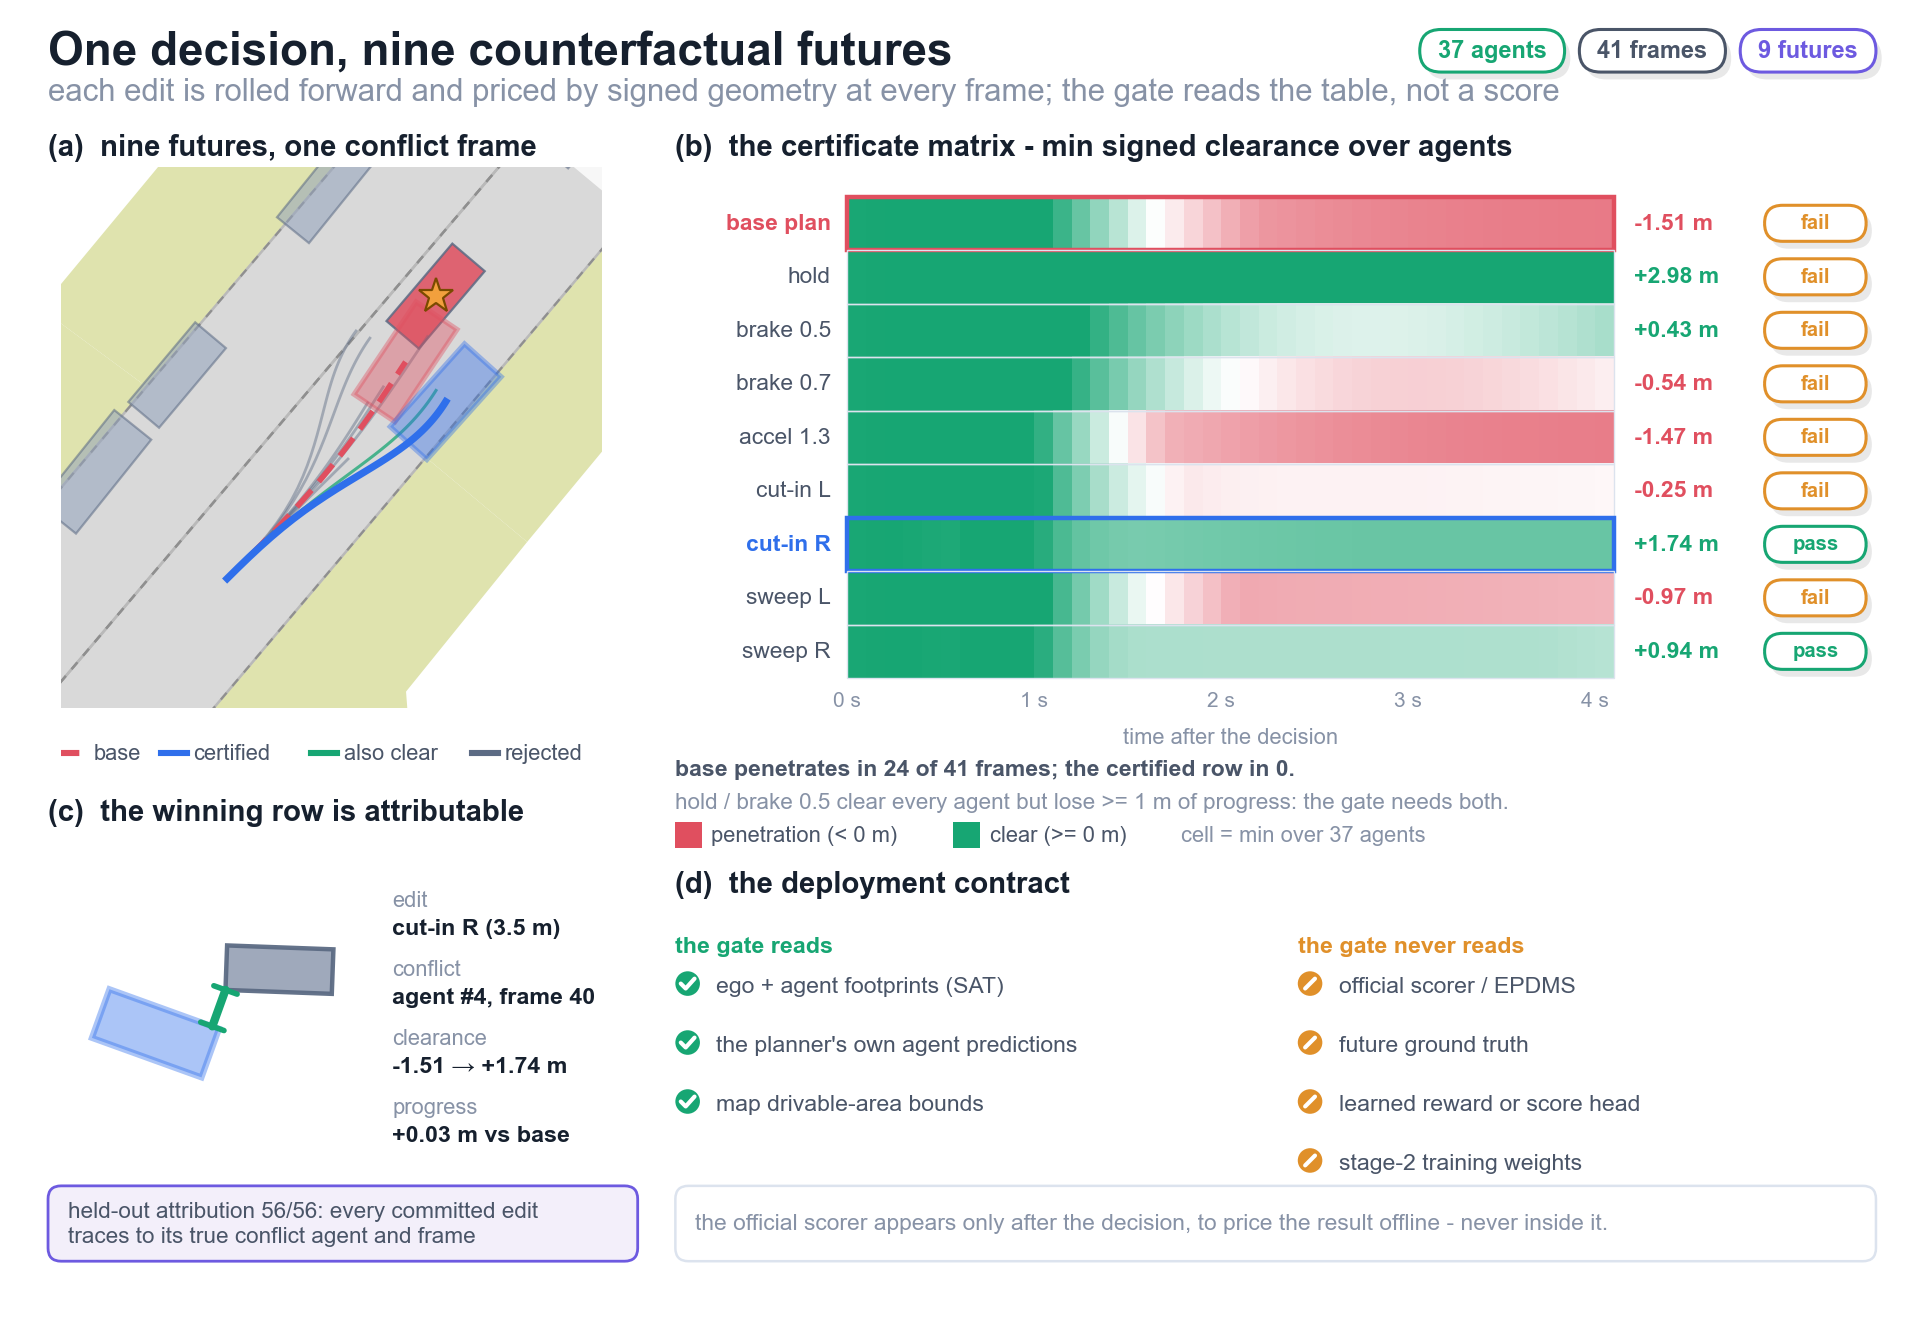 One decision, nine counterfactual futures
37 agents
41 frames
9 futures
each edit is rolled forward and priced by signed geometry at every frame; the gate reads the table, not a score
(a) nine futures, one conflict frame
base
certified
also clear
rejected
(b) the certificate matrix - min signed clearance over agents
base plan -1.51 m fail
hold +2.98 m fail
brake 0.5 +0.43 m fail
brake 0.7 -0.54 m fail
accel 1.3 -1.47 m fail
cut-in L -0.25 m fail
cut-in R +1.74 m pass
sweep L -0.97 m fail
sweep R +0.94 m pass
0 s 1 s 2 s 3 s 4 s
time after the decision
base penetrates in 24 of 41 frames; the certified row in 0.
hold / brake 0.5 clear every agent but lose >= 1 m of progress: the gate needs both.
penetration (< 0 m) clear (>= 0 m) cell = min over 37 agents
(c) the winning row is attributable
edit
cut-in R (3.5 m)
conflict
agent #4, frame 40
clearance
-1.51 → +1.74 m
progress
+0.03 m vs base
held-out attribution 56/56: every committed edit
traces to its true conflict agent and frame
(d) the deployment contract
the gate reads
ego + agent footprints (SAT)
the planner's own agent predictions
map drivable-area bounds
the gate never reads
official scorer / EPDMS
future ground truth
learned reward or score head
stage-2 training weights
the official scorer appears only after the decision, to price the result offline - never inside it.